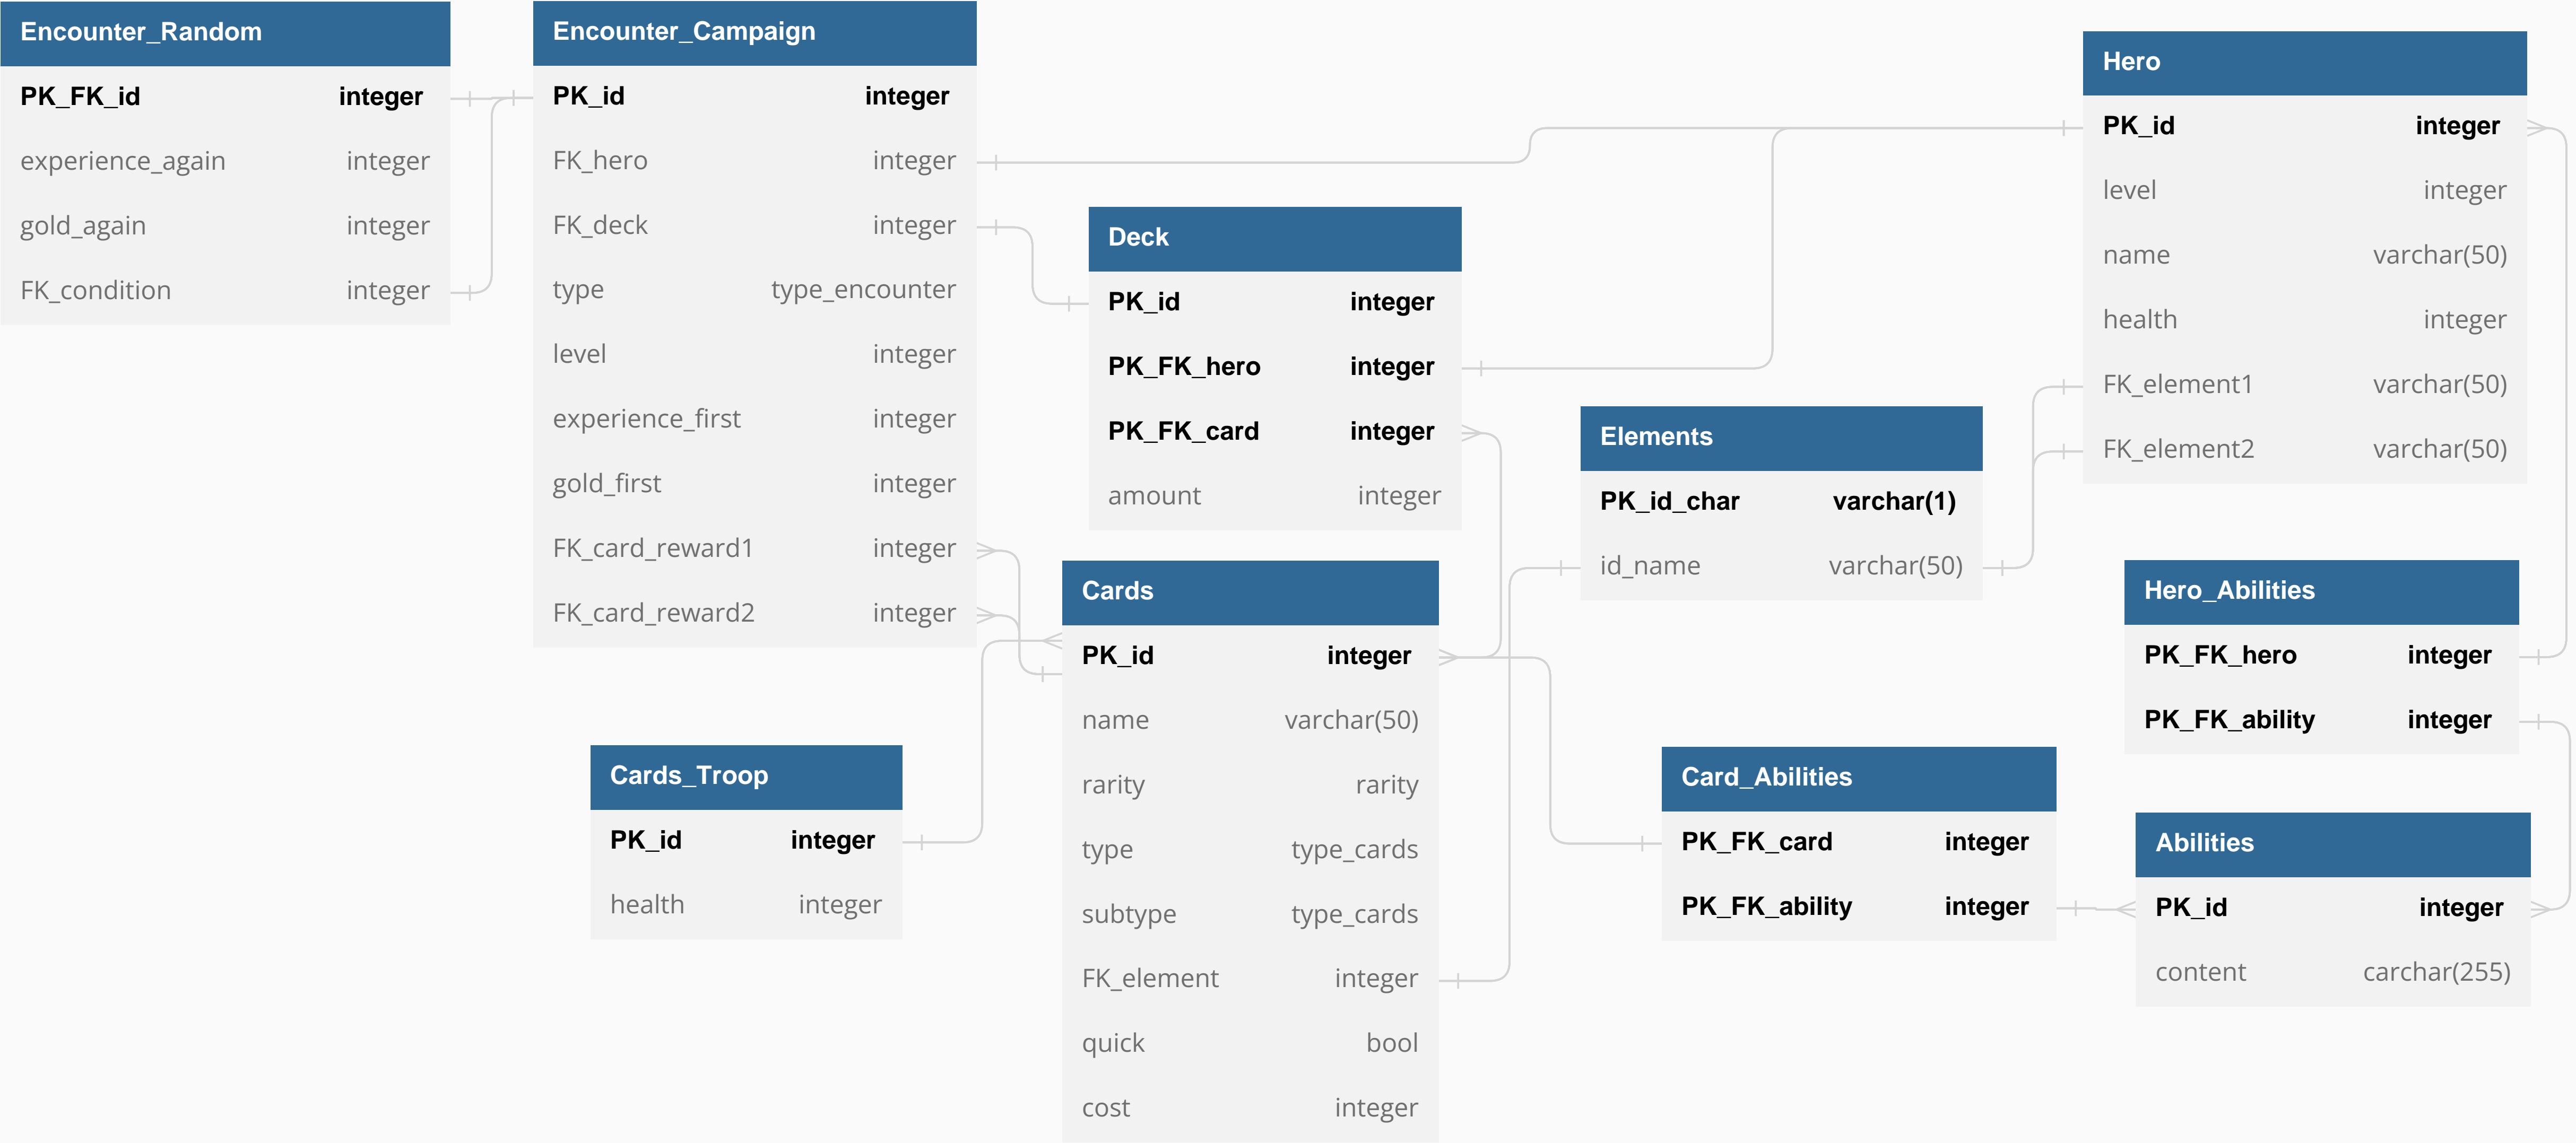 Encounter_Random
PK_FK_id integer
experience_again integer
gold_again integer
FK_condition integer
Encounter_Campaign
PK_id integer
FK_hero integer
FK_deck integer
type type_encounter
level integer
experience_first integer
gold_first integer
FK_card_reward1 integer
FK_card_reward2 integer
Deck
PK_id integer
PK_FK_hero integer
PK_FK_card integer
amount integer
Hero
PK_id integer
level integer
name varchar(50)
health integer
FK_element1 varchar(50)
FK_element2 varchar(50)
Elements
PK_id_char varchar(1)
id_name varchar(50)
Cards
PK_id integer
name varchar(50)
rarity rarity
type type_cards
subtype type_cards
FK_element integer
quick bool
cost integer
Cards_Troop
PK_id integer
health integer
Hero_Abilities
PK_FK_hero integer
PK_FK_ability integer
Card_Abilities
PK_FK_card integer
PK_FK_ability integer
Abilities
PK_id integer
content carchar(255)